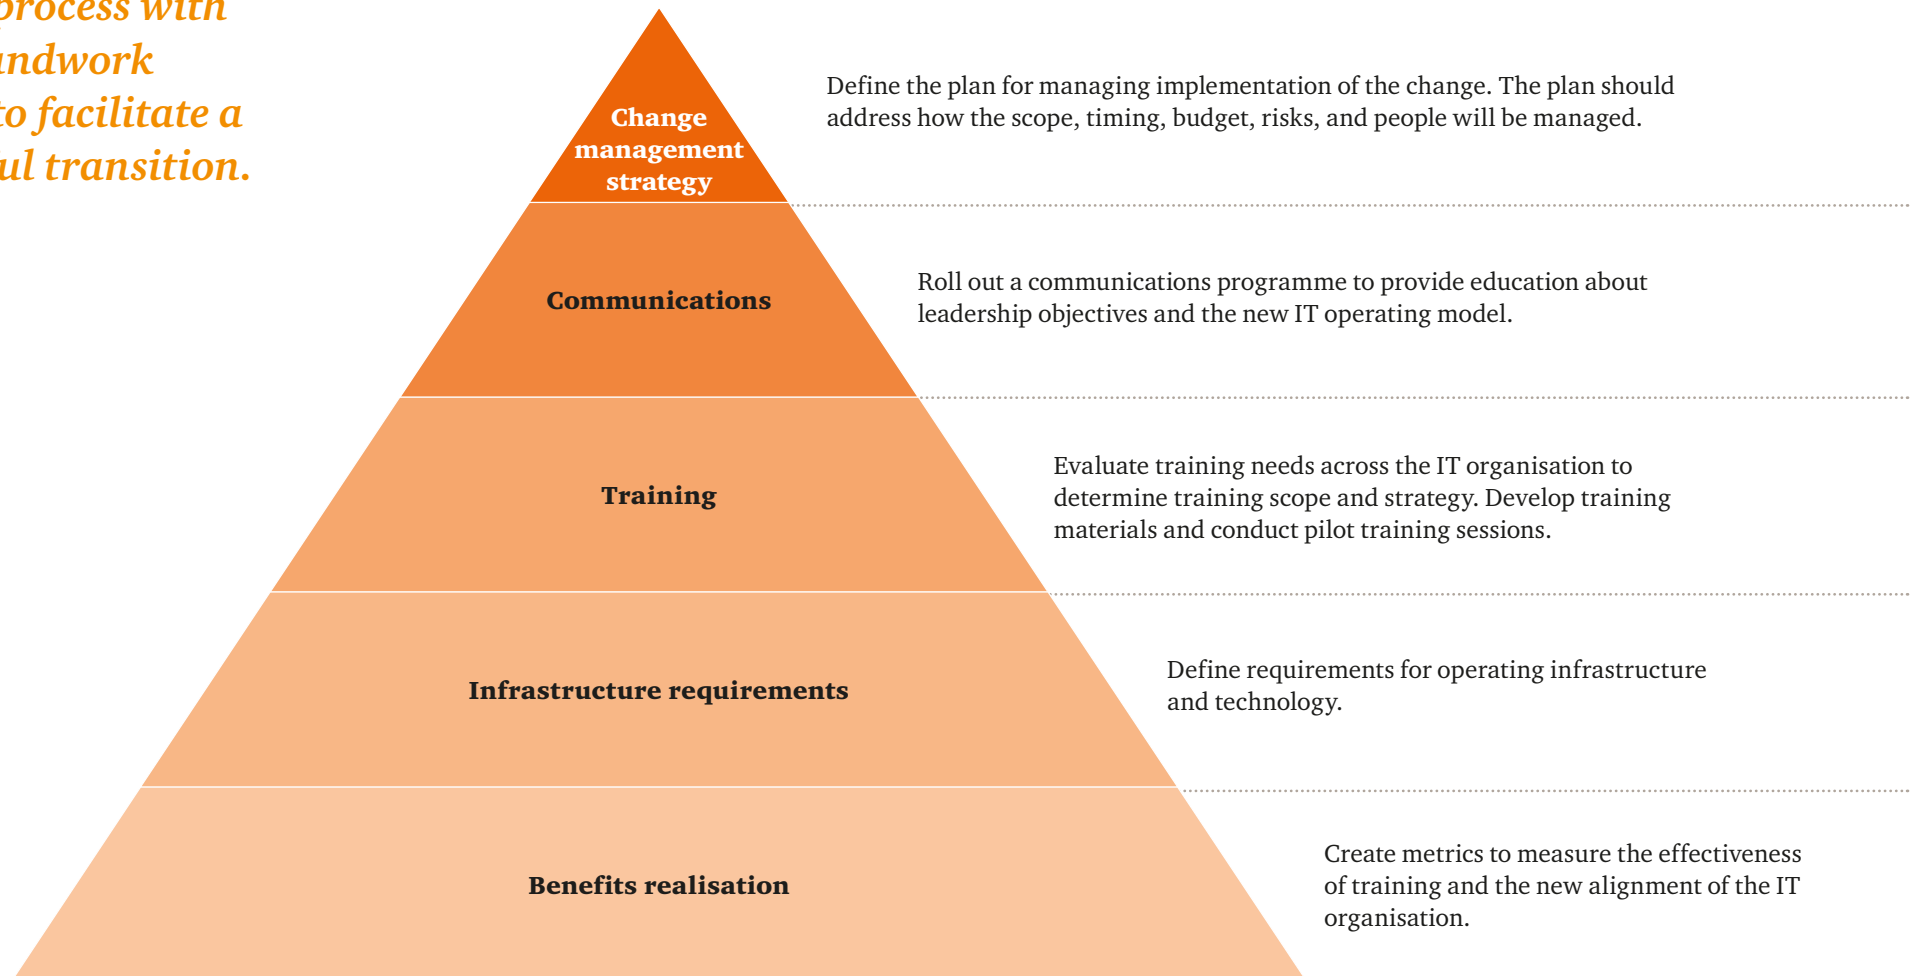 process with
to facilitate a
transition.
Change
management
strategy
Define the plan for managing implementation of the change. The plan should
address how the scope, timing, budget, risks, and people will be managed.
Communications
Roll out a communications programme to provide education about
leadership objectives and the new IT operating model.
Training
Evaluate training needs across the IT organisation to
determine training scope and strategy. Develop training
materials and conduct pilot training sessions.
Infrastructure requirements
Define requirements for operating infrastructure
and technology.
Benefits realisation
Create metrics to measure the effectiveness
of training and the new alignment of the IT
organisation.